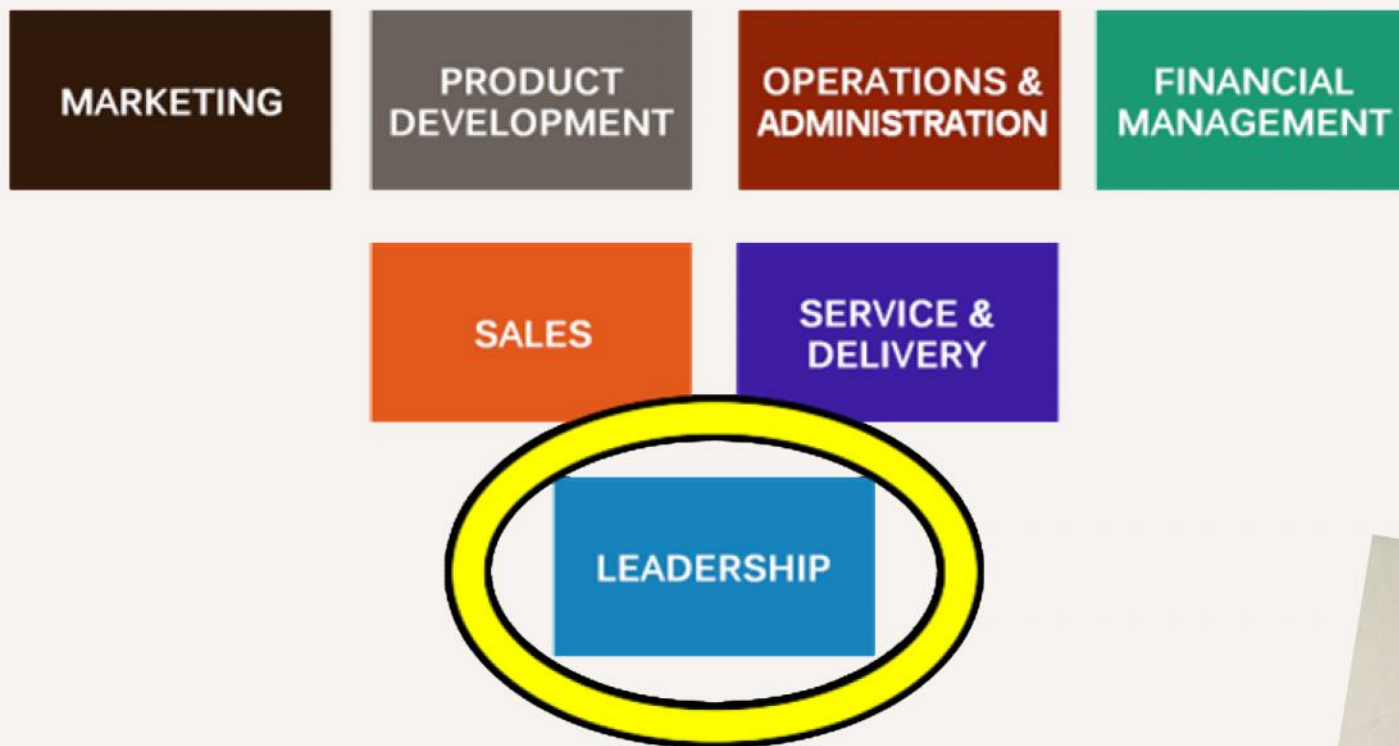 MARKETING
PRODUCT
DEVELOPMENT
OPERATIONS &
ADMINISTRATION
FINANCIAL
MANAGEMENT
SALES
SERVICE &
DELIVERY
LEADERSHIP